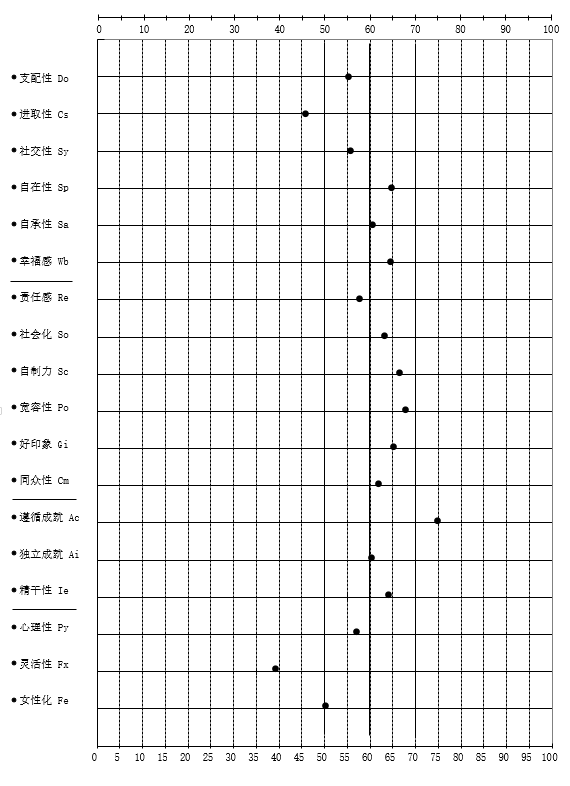 0 10 20 30 40 50 60 70 80 90 100
● 支配性 Do
● 进取性 Cs
● 社交性 Sy
● 自在性 Sp
● 自承性 Sa
● 幸福感 Wb
● 责任感 Re
● 社会化 So
● 自制力 Sc
● 宽容性 Po
● 好印象 Gi
● 同众性 Cm
● 遵循成就 Ac
● 独立成就 Ai
● 精干性 Ie
● 心理性 Py
● 灵活性 Fx
● 女性化 Fe
0 5 10 15 20 25 30 35 40 45 50 55 60 65 70 75 80 85 90 95 100